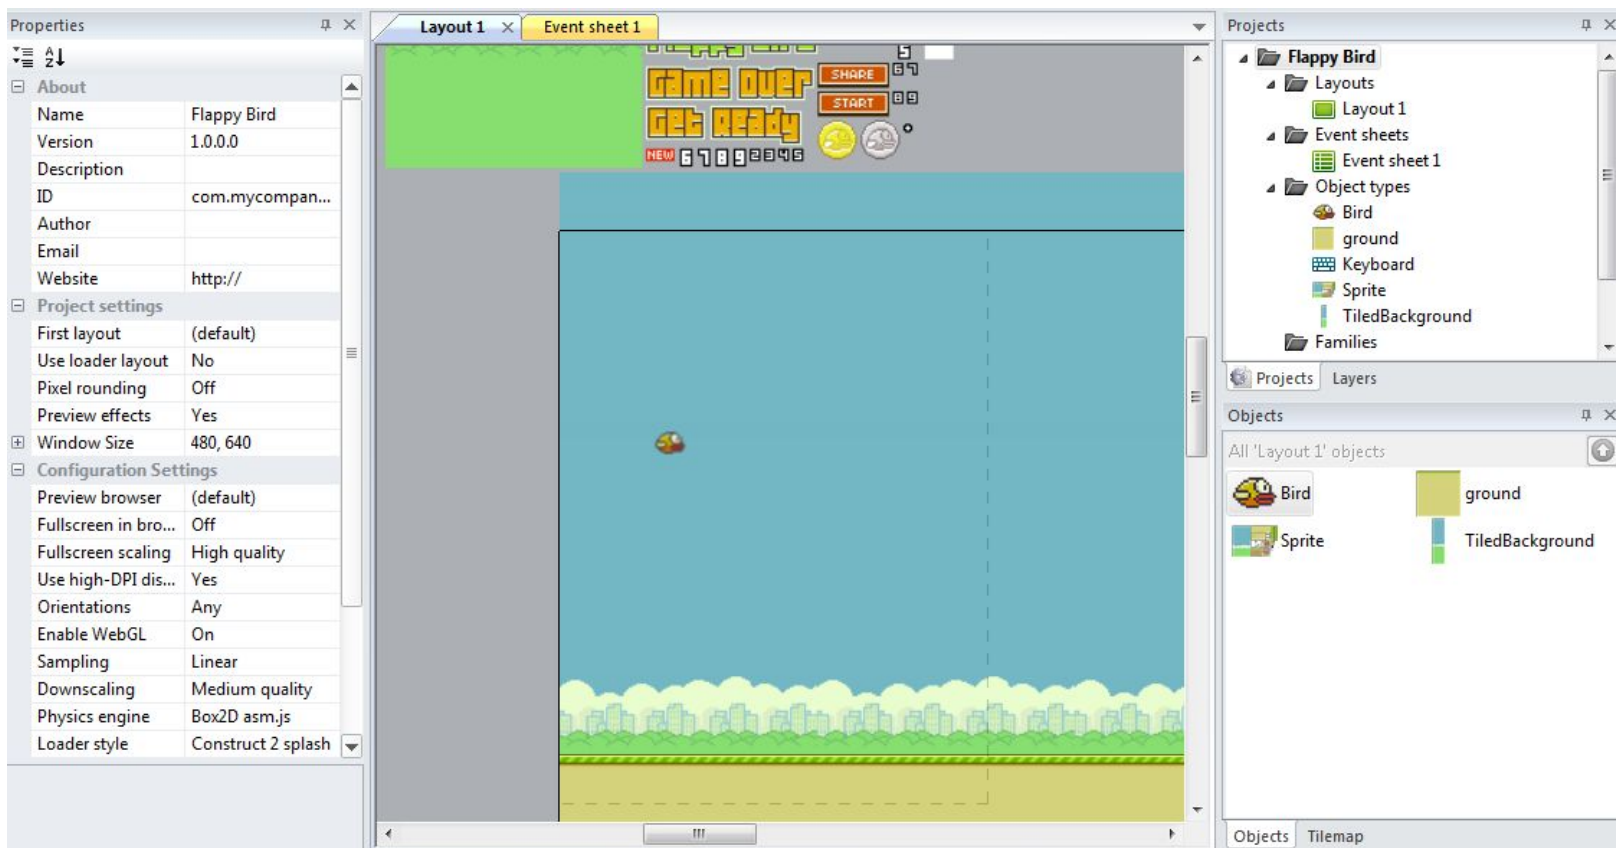 Properties
About
Name Flappy Bird
Version 1.0.0.0
Description
ID com.mycompan...
Author
Email
Website http://
Project settings
First layout (default)
Use loader layout No
Pixel rounding Off
Preview effects Yes
Window Size 480, 640
Configuration Settings
Preview browser (default)
Fullscreen in bro... Off
Fullscreen scaling High quality
Use high-DPI dis... Yes
Orientations Any
Enable WebGL On
Sampling Linear
Downscaling Medium quality
Physics engine Box2D asm.js
Loader style Construct 2 splash
Layout 1
Event sheet 1
5
Game Over
SHARE
67
Get Ready
START
89
NEW 6789 2345
Projects
Flappy Bird
Layouts
Layout 1
Event sheets
Event sheet 1
Object types
Bird
ground
Keyboard
Sprite
TiledBackground
Families
Projects Layers
Objects
All 'Layout 1' objects
Bird ground
Sprite TiledBackground
Objects Tilemap